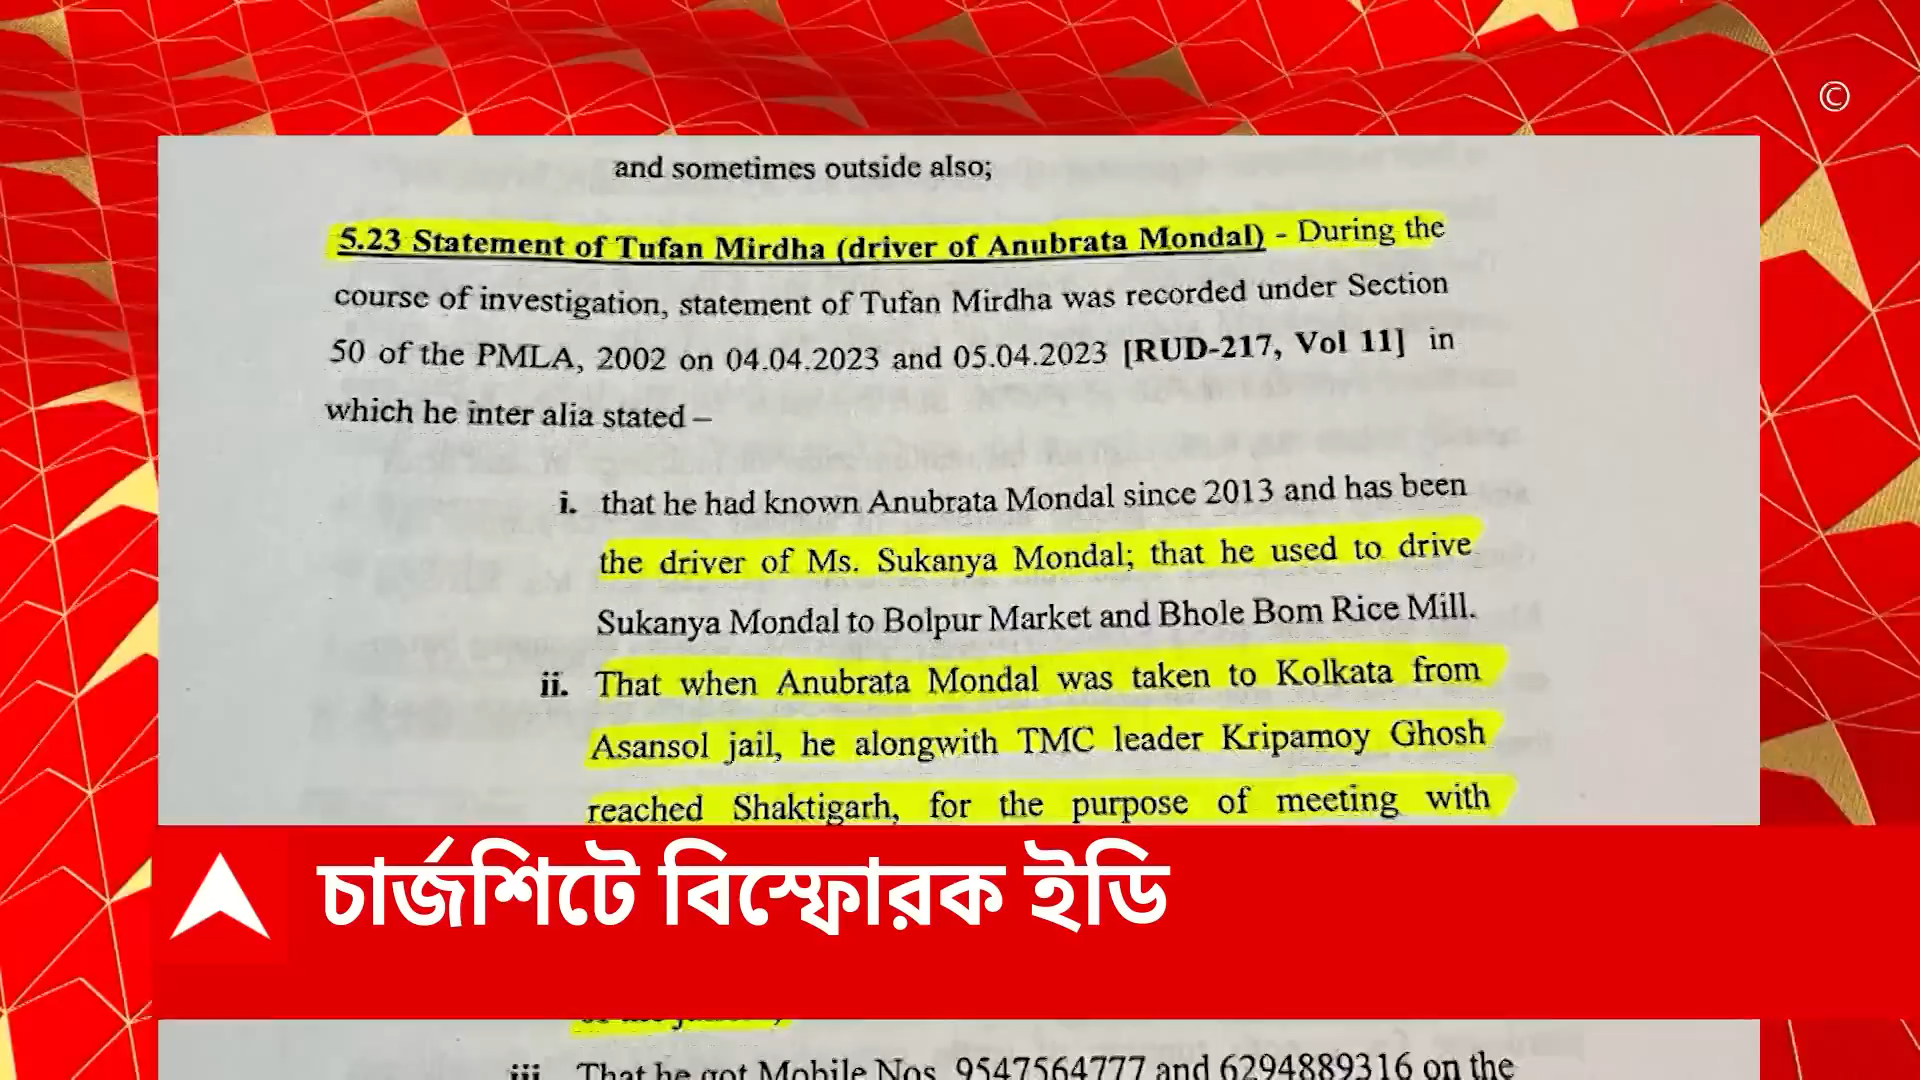 ©
and sometimes outside also;
5.23 Statement of Tufan Mirdha (driver of Anubrata Mondal) - During the
course of investigation, statement of Tufan Mirdha was recorded under Section
50 of the PMLA, 2002 on 04.04.2023 and 05.04.2023 [RUD-217, Vol 11] in
which he inter alia stated –
i. that he had known Anubrata Mondal since 2013 and has been
the driver of Ms. Sukanya Mondal; that he used to drive
Sukanya Mondal to Bolpur Market and Bhole Bom Rice Mill.
ii. That when Anubrata Mondal was taken to Kolkata from
Asansol jail, he alongwith TMC leader Kripamoy Ghosh
reached Shaktigarh, for the purpose of meeting with
চার্জশিটে বিস্ফোরক ইডি
iii. That he got Mobile Nos. 9547564777 and 6294889316 on the